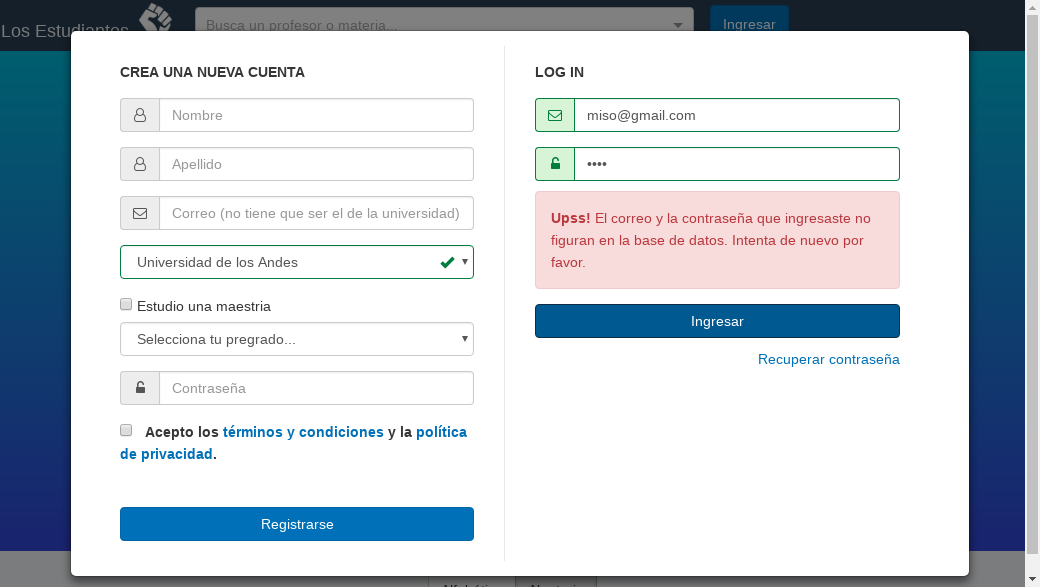 Los Estudiantes
Busca un profesor o materia...
Ingresar
CREA UNA NUEVA CUENTA
Nombre
Apellido
Correo (no tiene que ser el de la universidad)
Universidad de los Andes
Estudio una maestria
Selecciona tu pregrado...
Contraseña
Acepto los términos y condiciones y la política
de privacidad.
Registrarse
LOG IN
miso@gmail.com
••••
Upss! El correo y la contraseña que ingresaste no
figuran en la base de datos. Intenta de nuevo por
favor.
Ingresar
Recuperar contraseña